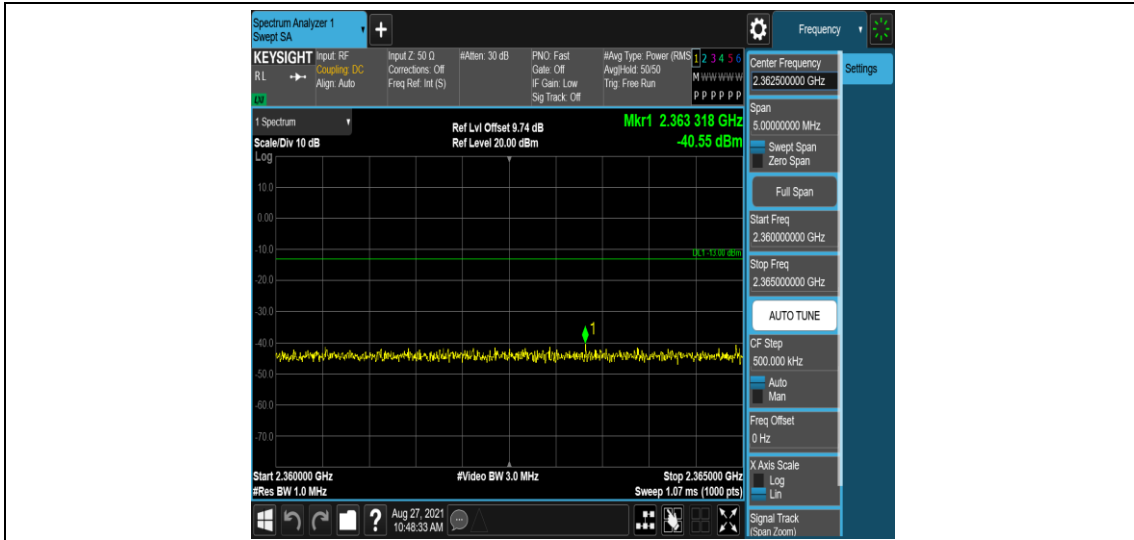 Spectrum Analyzer 1
Swept SA
+
Frequency
KEYSIGHT
R L
Input: RF
Coupling: DC
Align: Auto
Input Z: 50 Ω
Corrections: Off
Freq Ref: Int (S)
#Atten: 30 dB
PNO: Fast
Gate: Off
IF Gain: Low
Sig Track: Off
#Avg Type: Power (RMS
Avg|Hold: 50/50
Trig: Free Run
1 2 3 4 5 6
M W W W W W
P P P P P P
Center Frequency
2.362500000 GHz
Settings
Span
5.00000000 MHz
Swept Span
Zero Span
Full Span
Start Freq
2.360000000 GHz
Stop Freq
2.365000000 GHz
AUTO TUNE
CF Step
500.000 kHz
Auto
Man
Freq Offset
0 Hz
X Axis Scale
Log
Lin
Signal Track
(Span Zoom)
1 Spectrum
Scale/Div 10 dB
Log
Ref Lvl Offset 9.74 dB
Ref Level 20.00 dBm
Mkr1 2.363 318 GHz
-40.55 dBm
10.0
0.00
-10.0
DL1 -13.00 dBm
-20.0
-30.0
1
-40.0
-50.0
-60.0
-70.0
Start 2.360000 GHz
#Res BW 1.0 MHz
#Video BW 3.0 MHz
Stop 2.365000 GHz
Sweep 1.07 ms (1000 pts)
?
Aug 27, 2021
10:48:33 AM